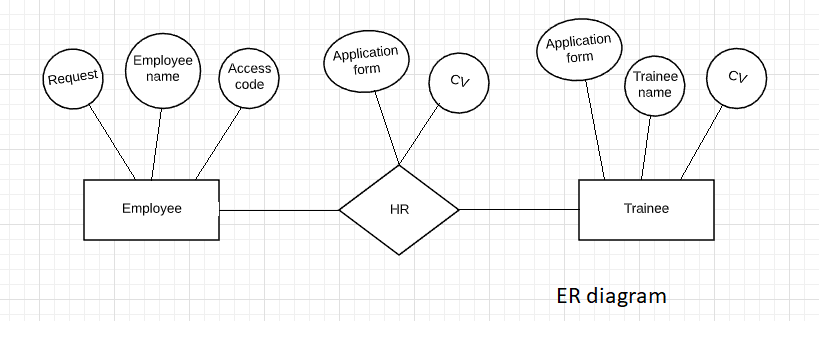 Request
Employee
name
Access
code
Application
form
CV
Application
form
Trainee
name
CV
Employee
HR
Trainee
ER diagram